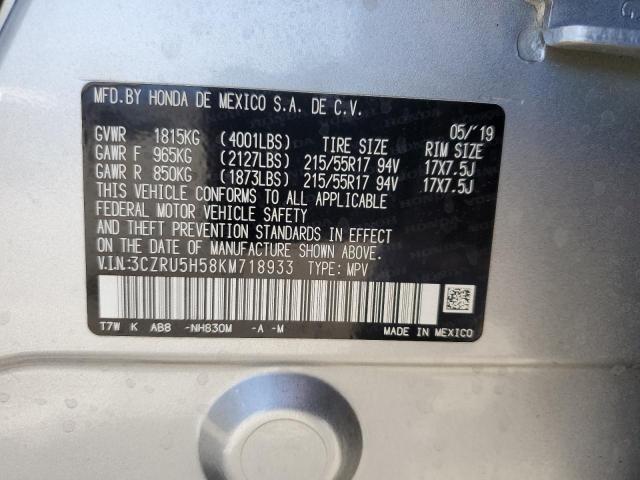 MFD.BY HONDA DE MEXICO S.A. DE C.V.
05/'19
GVWR 1815KG (4001LBS) TIRE SIZE RIM SIZE
GAWR F 965KG (2127LBS) 215/55R17 94V 17X7.5J
GAWR R 850KG (1873LBS) 215/55R17 94V 17X7.5J
THIS VEHICLE CONFORMS TO ALL APPLICABLE
FEDERAL MOTOR VEHICLE SAFETY
AND THEFT PREVENTION STANDARDS IN EFFECT
ON THE DATE OF MANUFACTURE SHOWN ABOVE.
V.I.N:3CZRU5H58KM718933 TYPE: MPV
T7W K AB8 -NH830M -A -M
MADE IN MEXICO